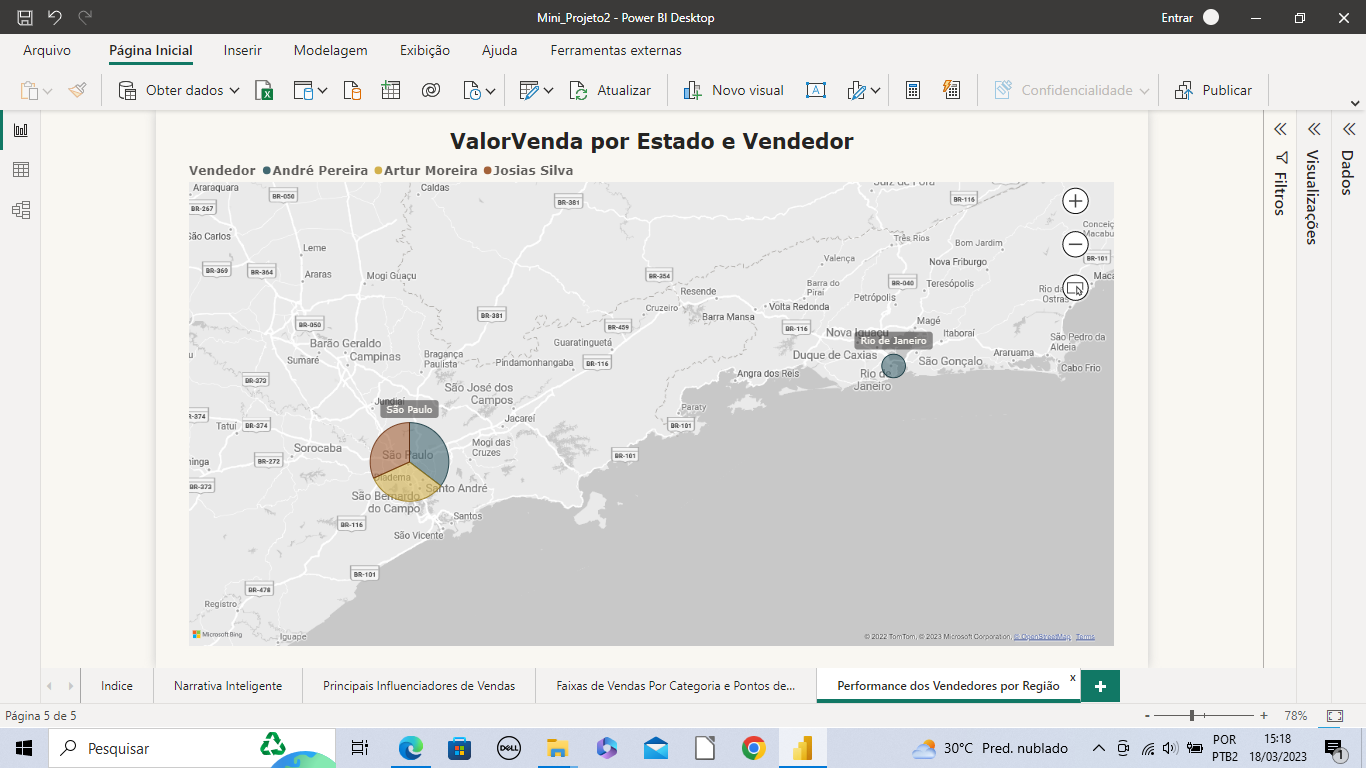 Mini_Projeto2 - Power BI Desktop
Entrar
Arquivo
Página Inicial
Inserir
Modelagem
Exibição
Ajuda
Ferramentas externas
Obter dados
Atualizar
Novo visual
Confidencialidade
Publicar
ValorVenda por Estado e Vendedor
Vendedor André Pereira Artur Moreira Josias Silva
Araraquara
Caldas
BR-050
BR-381
BR-116
BR-267
São Carlos
Leme
Três Rios
Bom Jardim
BR-101
Valença
Nova Friburgo
BR-369
BR-364
Araras
Mogi Guaçu
BR-354
Barra do
Piraí
BR-040
Teresópolis
Resende
Petrópolis
Cruzeiro
Volta Redonda
BR-381
Barra Mansa
Magé
BR-050
BR-459
BR-116
Nova Iguaçu
Itaboraí
Rio de Janeiro
São Pedro da
Aldeia
Barão Geraldo
Guaratinguetá
Campinas
Bragança
Paulista
Duque de Caxias
Araruama
Sumaré
Pindamonhangaba
BR-116
São Gonçalo
Cabo Frio
BR-373
Angra dos Reis
Rio de
Janeiro
São José dos
Campos
Jundiaí
São Paulo
Paraty
BR-374
Tatuí
BR-374
Jacareí
BR-101
Sorocaba
Mogi das
Cruzes
São Paulo
BR-101
BR-272
BR-373
Santo André
São Bernardo
do Campo
Santos
BR-116
São Vicente
BR-101
BR-478
Registro
Iguape
Microsoft Bing
© 2022 TomTom, © 2023 Microsoft Corporation, © OpenStreetMap Terms
Filtros
Visualizações
Dados
Indice
Narrativa Inteligente
Principais Influenciadores de Vendas
Faixas de Vendas Por Categoria e Pontos de...
Performance dos Vendedores por Região
x
Página 5 de 5
- + 78%
Pesquisar
DELL
30°C Pred. nublado
POR
PTB2
15:18
18/03/2023
1